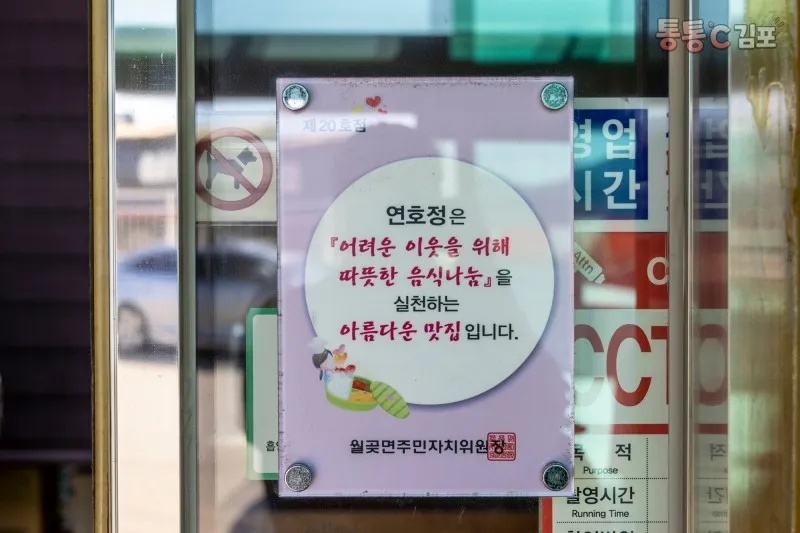 통통℃김포
제20호점
연호정은
『어려운 이웃을 위해
따뜻한 음식나눔』을
실천하는
아름다운 맛집입니다.
월곶면주민자치위원장
영업
시간
Attn
CCTV
목 적
Purpose
촬영시간
Running Time